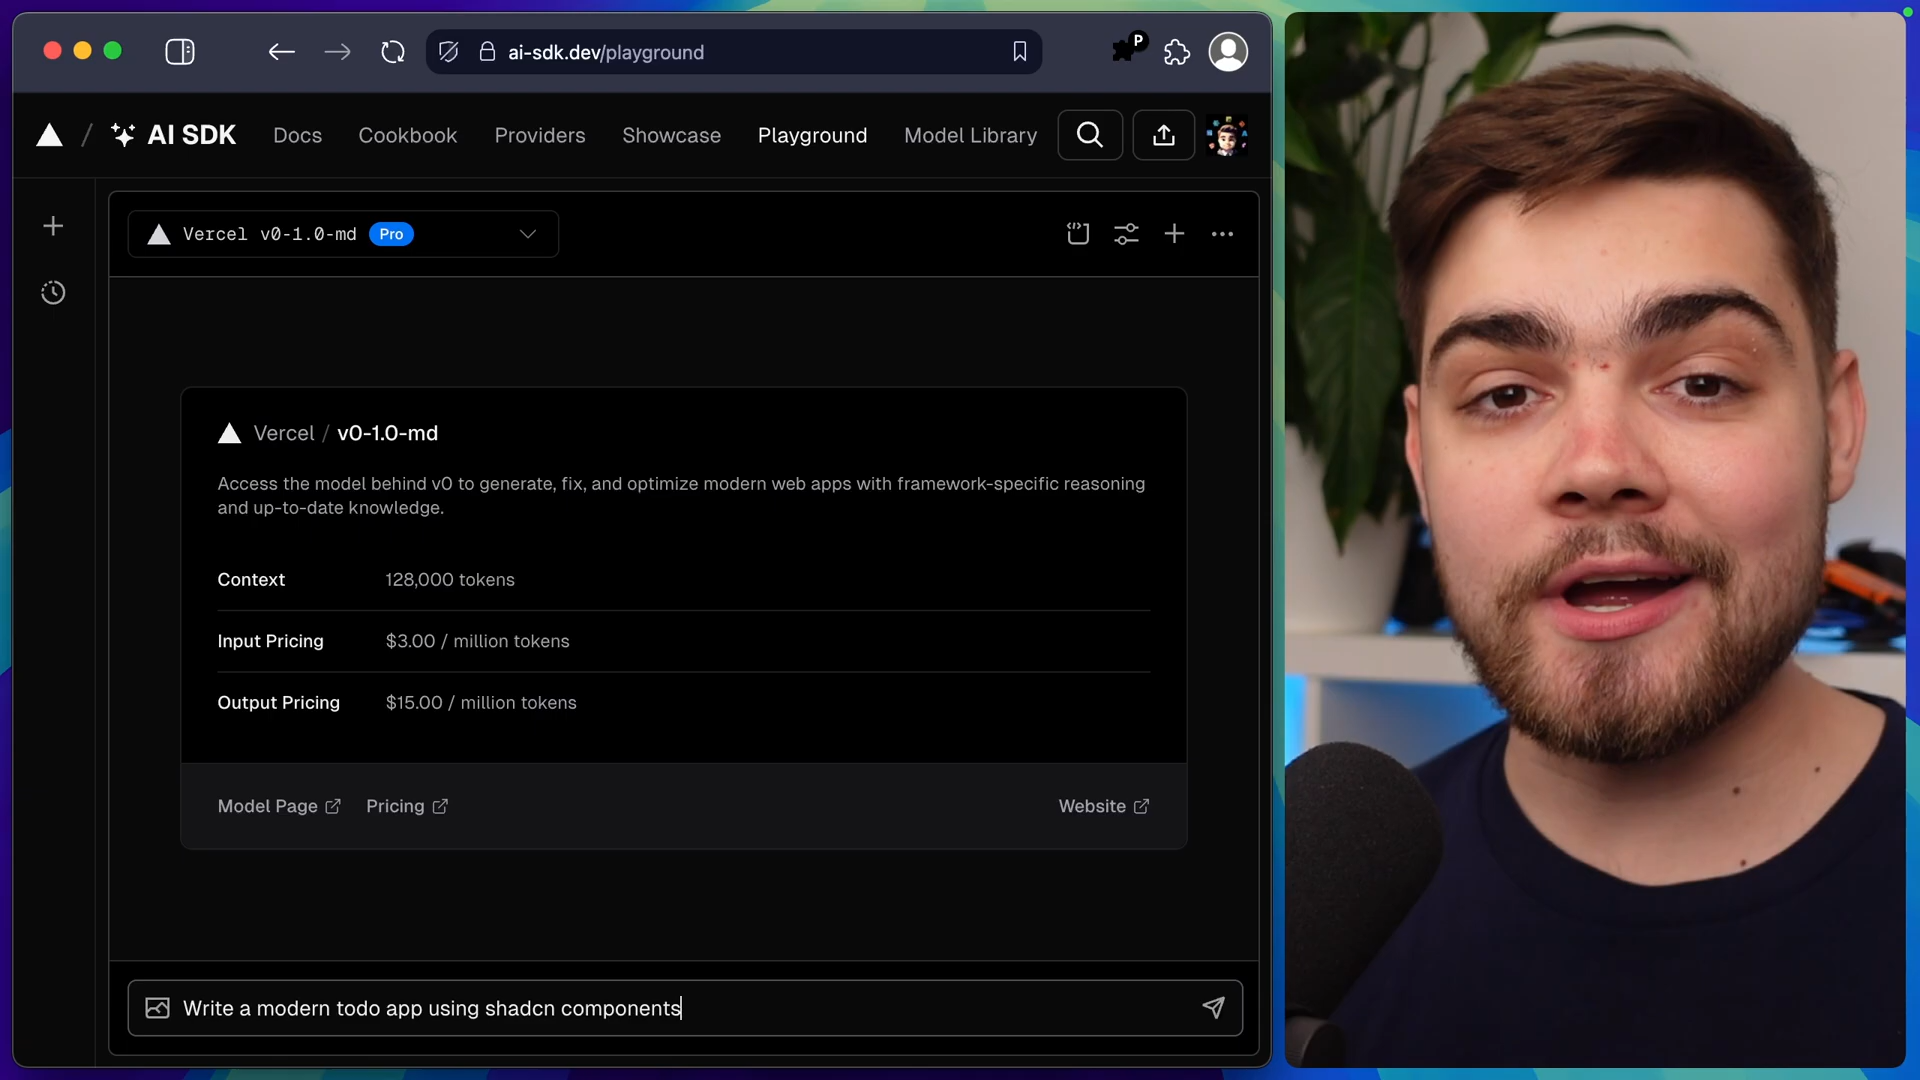 ai-sdk.dev/playground
P
/ AI SDK Docs Cookbook Providers Showcase Playground Model Library
Vercel v0-1.0-md Pro
Vercel / v0-1.0-md
Access the model behind v0 to generate, fix, and optimize modern web apps with framework-specific reasoning
and up-to-date knowledge.
Context 128,000 tokens
Input Pricing $3.00 / million tokens
Output Pricing $15.00 / million tokens
Model Page Pricing Website
Write a modern todo app using shadcn components